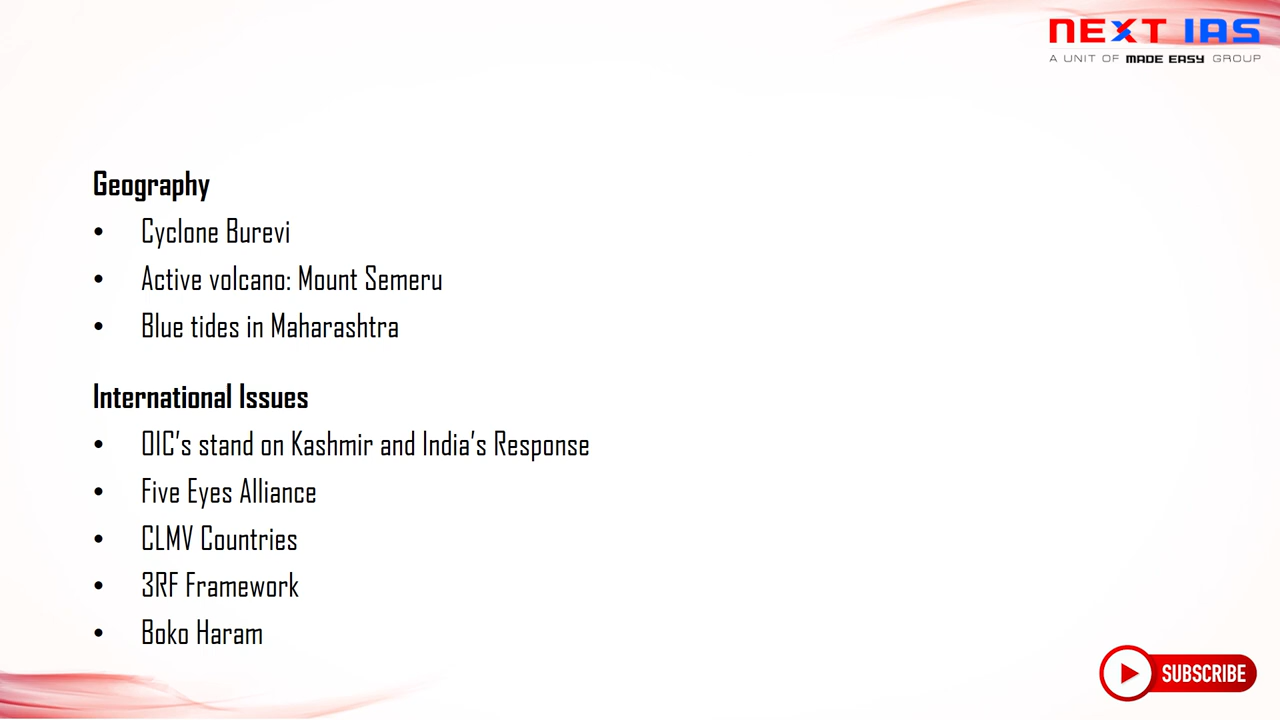 NEXT IAS
A UNIT OF MADE EASY GROUP
Geography
• Cyclone Burevi
• Active volcano: Mount Semeru
• Blue tides in Maharashtra
International Issues
• OIC's stand on Kashmir and India's Response
• Five Eyes Alliance
• CLMV Countries
• 3RF Framework
• Boko Haram
SUBSCRIBE